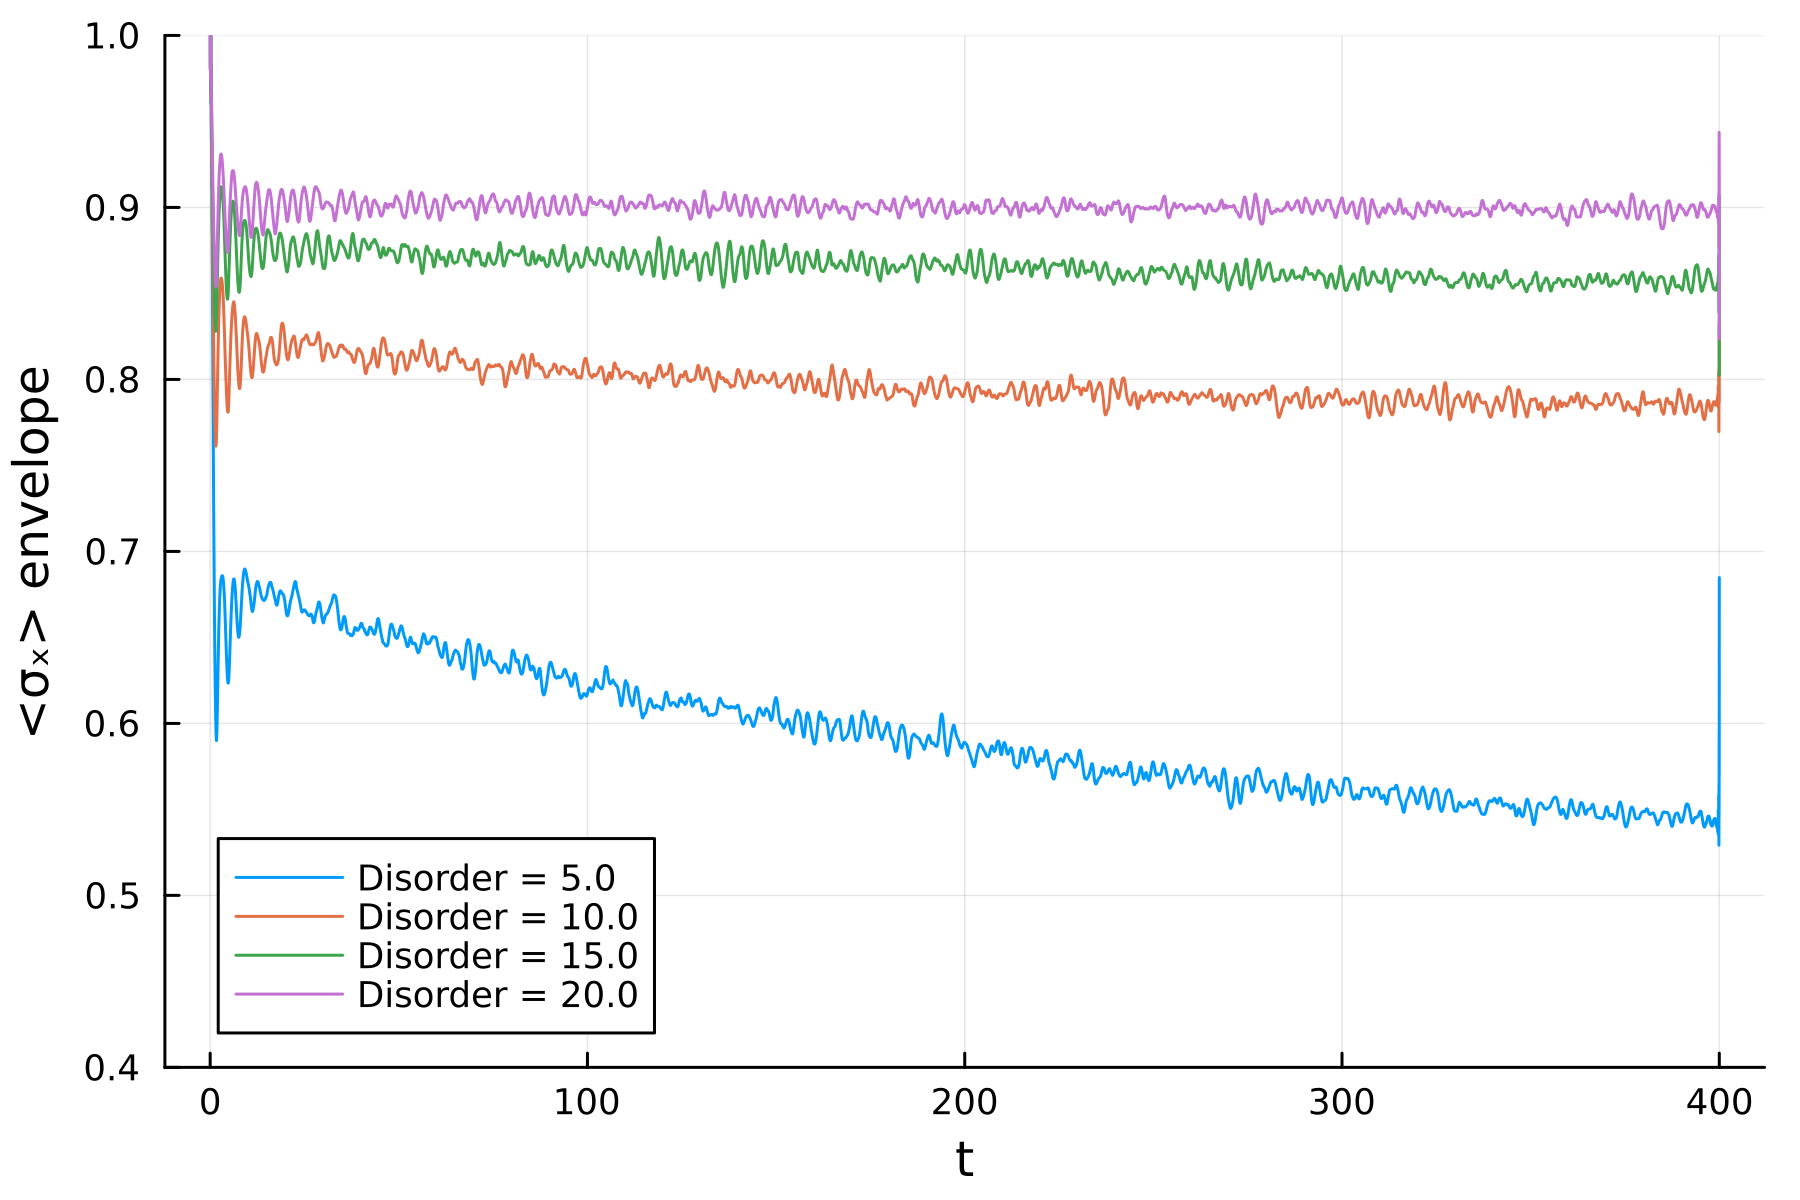 1.0
0.9
0.8
0.7
0.6
0.5
0.4
<σₓ> envelope
Disorder = 5.0
Disorder = 10.0
Disorder = 15.0
Disorder = 20.0
0 100 200 300 400
t